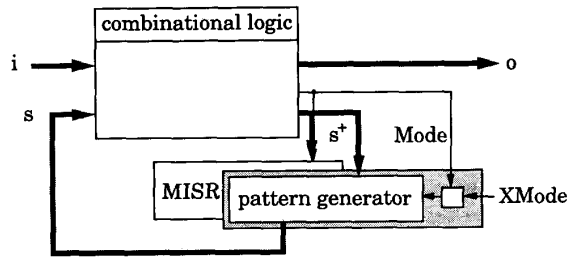 combinational logic
i
o
s
s+
Mode
MISR
pattern generator
XMode